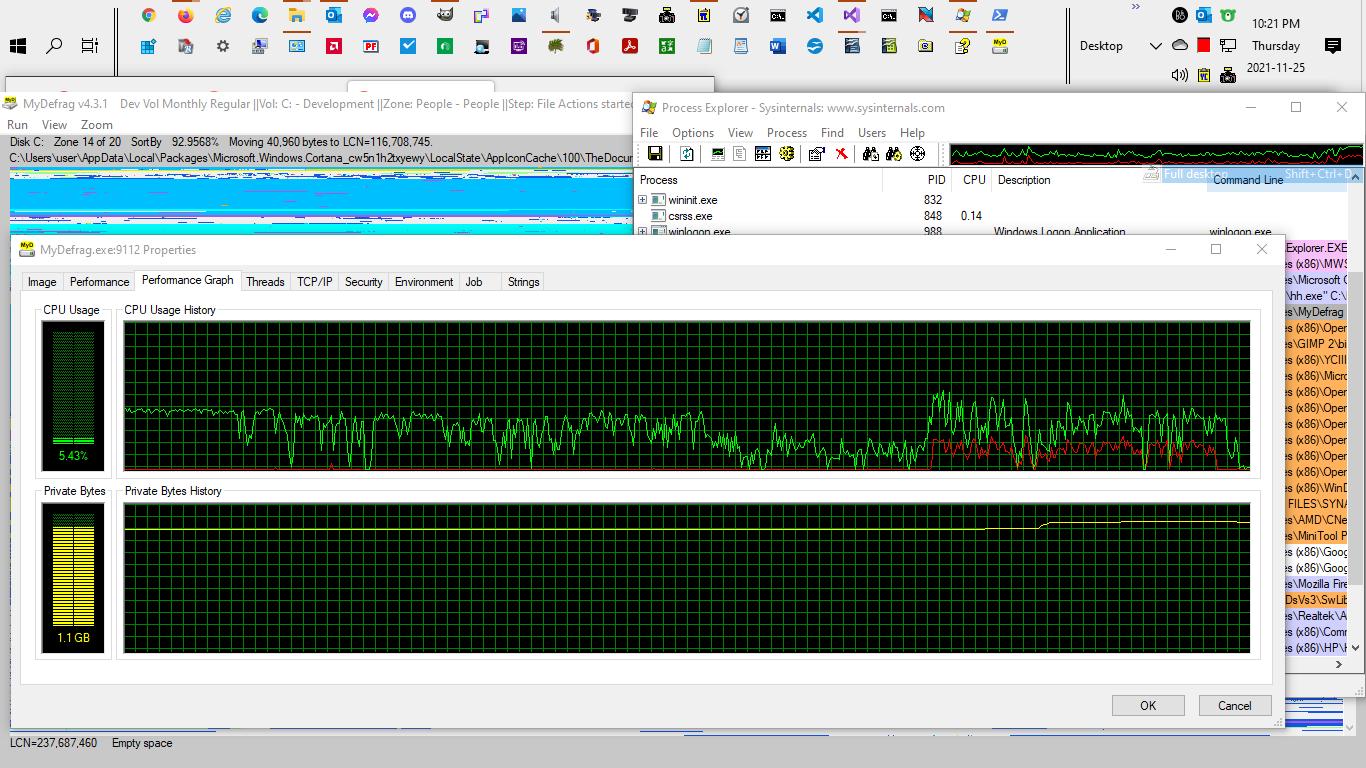 10:21 PM
Desktop
Thursday
2021-11-25
MyDefrag v4.3.1 Dev Vol Monthly Regular ||Vol: C: - Development ||Zone: People - People ||Step: File Actions started
Run View Zoom
Disk C: Zone 14 of 20 SortBy 92.9568% Moving 40,960 bytes to LCN=116,708,745.
C:\Users\user\AppData\Local\Packages\Microsoft.Windows.Cortana_cw5n1h2txyewy\LocalState\AppIconCache\100\TheDocum
Process Explorer - Sysinternals: www.sysinternals.com
File Options View Process Find Users Help
Full desktop Shift+Ctrl+D
Process PID CPU Description Command Line
wininit.exe 832
csrss.exe 848 0.14
winlogon.exe 988 Windows Logon Application winlogon.exe
MyDefrag.exe:9112 Properties
Image Performance Performance Graph Threads TCP/IP Security Environment Job Strings
CPU Usage CPU Usage History
5.43%
Private Bytes Private Bytes History
1.1 GB
OK Cancel
\Explorer.EXE
es (x86)\MWS
es\Microsoft C
\hh.exe" C:\
es\MyDefrag
es (x86)\Oper
es\GIMP 2\bi
es (x86)\YCIII
es (x86)\Micro
es (x86)\Oper
es (x86)\Oper
es (x86)\Oper
es (x86)\Oper
es (x86)\Oper
es (x86)\Oper
es (x86)\WinD
FILES\SYNA
es\AMD\CNe
es\MiniTool P
es (x86)\Goog
es (x86)\Goog
es\Mozilla Fire
DsVs3\SwLib
es\Realtek\A
es (x86)\Comr
es (x86)\HP\H
LCN=237,687,460 Empty space